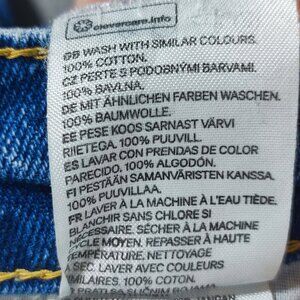 clevercare.info
GB WASH WITH SIMILAR COLOURS.
100% COTTON.
CZ PERTE S PODOBNÝMI BARVAMI.
100% BAVLNA.
DE MIT ÄHNLICHEN FARBEN WASCHEN.
100% BAUMWOLLE.
EE PESE KOOS SARNAST VÄRVI
RIIETEGA. 100% PUUVILL.
ES LAVAR CON PRENDAS DE COLOR
PARECIDO. 100% ALGODÓN.
FI PESTÄÄN SAMANVÄRISTEN KANSSA.
100% PUUVILLAA.
FR LAVER À LA MACHINE À L'EAU TIÈDE.
BLANCHIR SANS CHLORE SI
NÉCESSAIRE. SÉCHER À LA MACHINE
CYCLE MOYEN. REPASSER À HAUTE
TEMPÉRATURE. NETTOYAGE
À SEC. LAVER AVEC COULEURS
SIMILAIRES. 100% COTON.